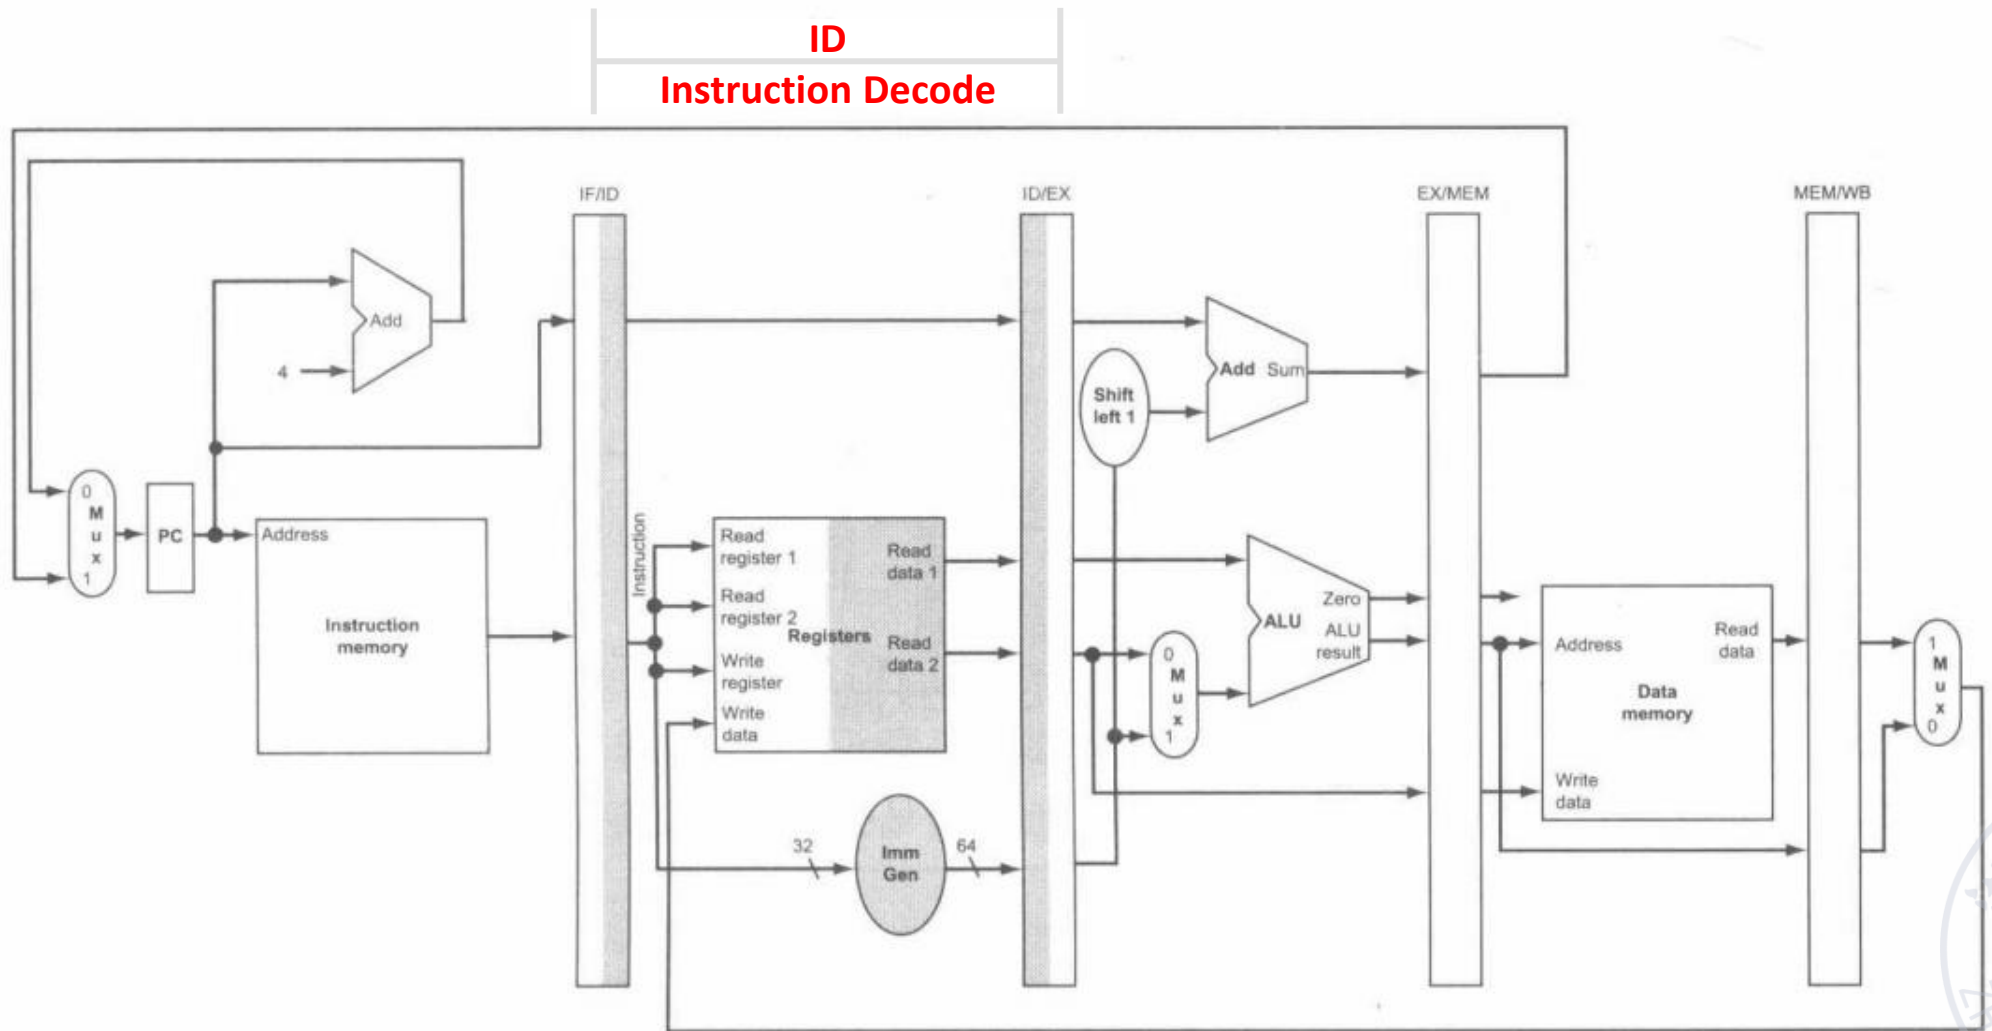 ID
Instruction Decode
IF/ID
ID/EX
EX/MEM
MEM/WB
Add
4
Add Sum
Shift
left 1
0
M
u
x
1
PC
Address
Instruction
memory
Instruction
Read
register 1
Read
register 2
Write
register
Write
data
Registers
Read
data 1
Read
data 2
32
Imm
Gen
64
0
M
u
x
1
Zero
ALU
ALU
result
Address
Read
data
Data
memory
Write
data
1
M
u
x
0